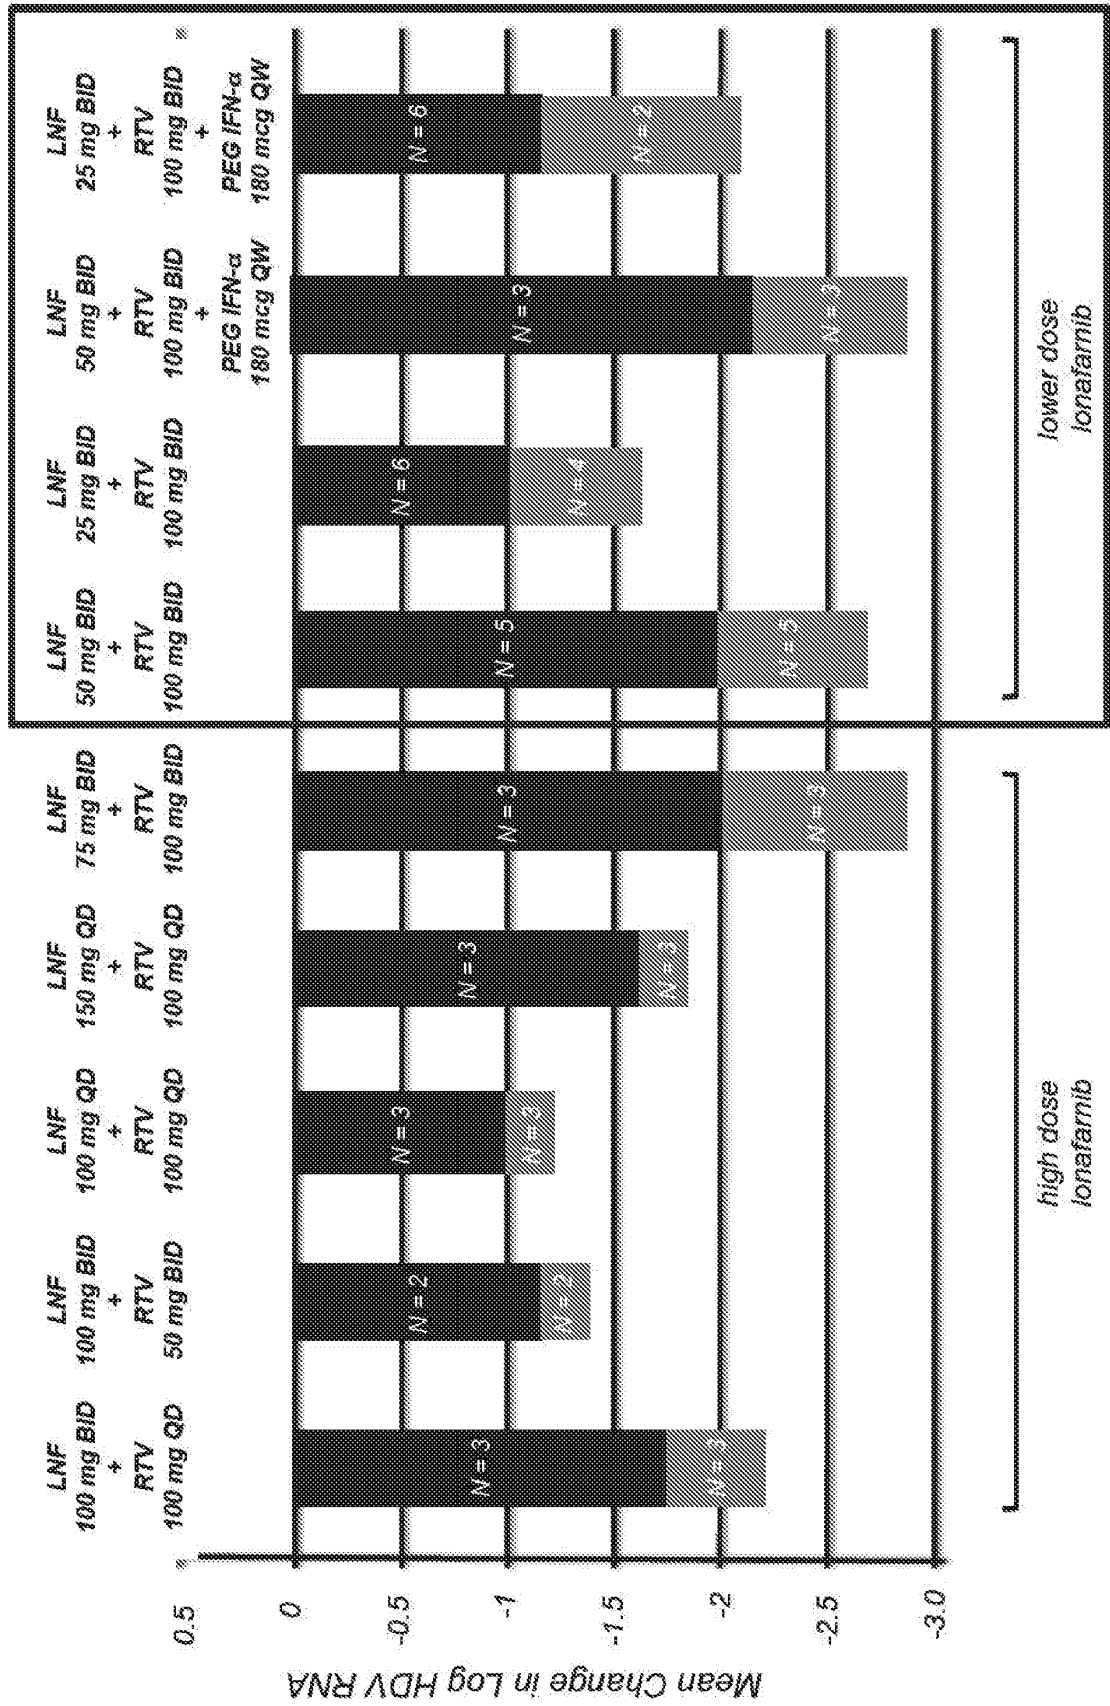 LNF
100 mg BID
+
RTV
100 mg QD
LNF
100 mg BID
+
RTV
50 mg BID
LNF
100 mg QD
+
RTV
100 mg QD
LNF
150 mg QD
+
RTV
100 mg QD
LNF
75 mg BID
+
RTV
100 mg BID
LNF
50 mg BID
+
RTV
100 mg BID
LNF
25 mg BID
+
RTV
100 mg BID
LNF
50 mg BID
+
RTV
100 mg BID
+
PEG IFN-α
180 mcg QW
LNF
25 mg BID
+
RTV
100 mg BID
+
PEG IFN-α
180 mcg QW
Mean Change in Log HDV RNA
0.5
0
-0.5
-1
-1.5
-2
-2.5
-3.0
N = 3
N = 3
N = 2
N = 2
N = 3
N = 3
N = 3
N = 3
N = 3
N = 3
N = 5
N = 5
N = 6
N = 4
N = 3
N = 3
N = 6
N = 2
high dose
lonafarnib
lower dose
lonafarnib